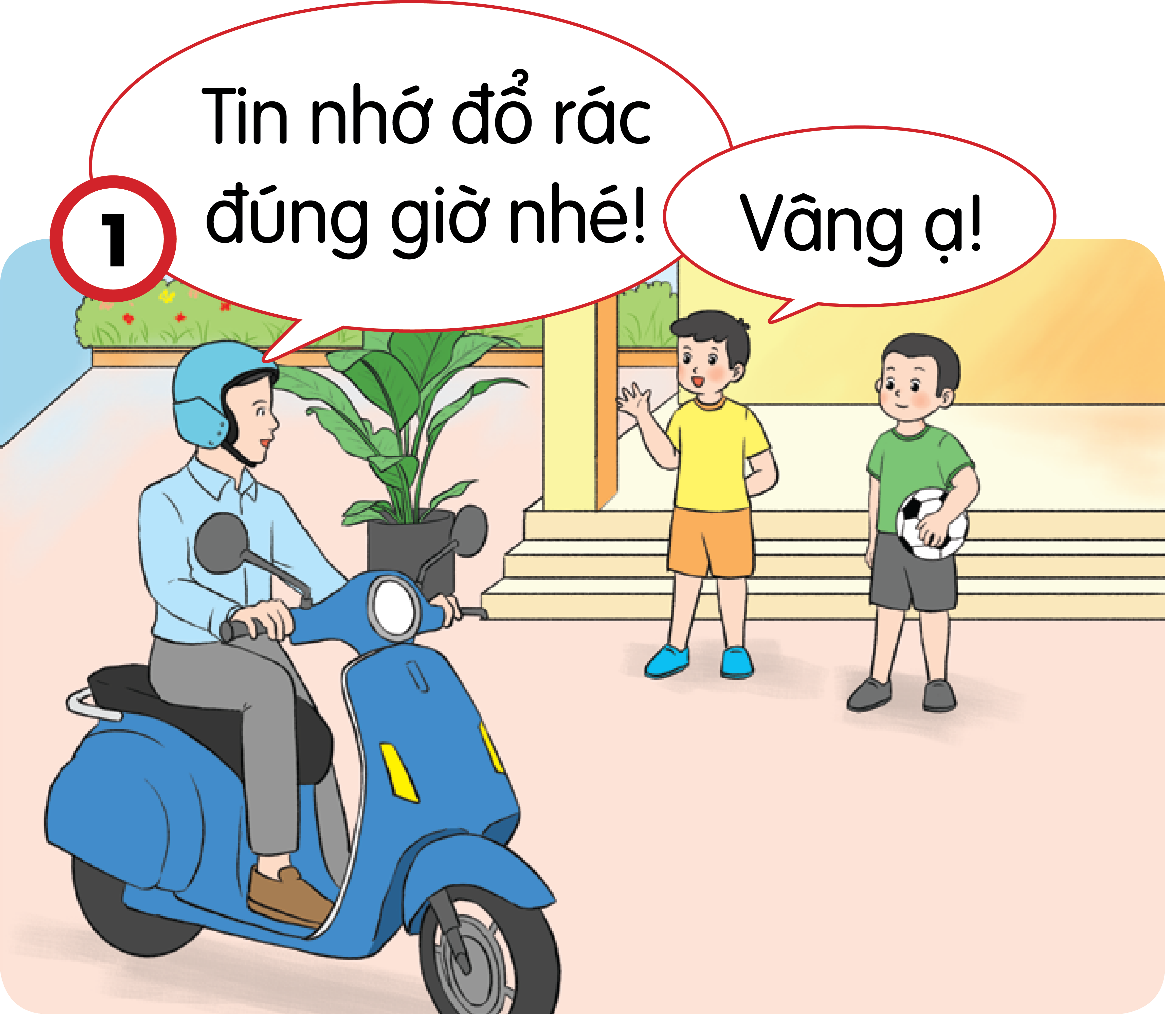 Tin nhớ đổ rác
đúng giờ nhé!
1
Vâng ạ!